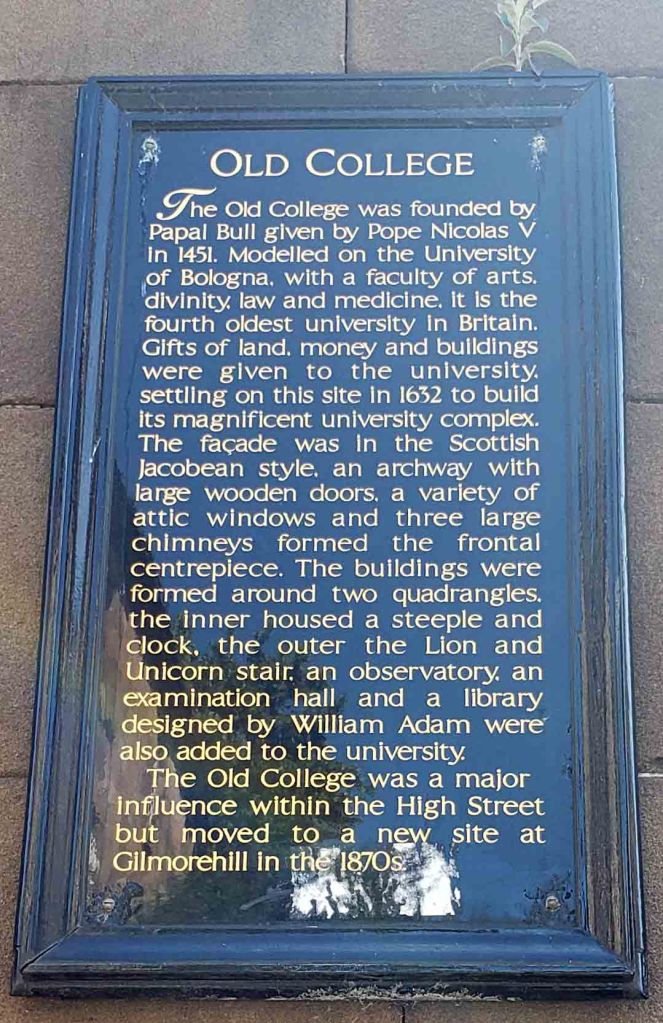 OLD COLLEGE
The Old College was founded by
Papal Bull given by Pope Nicolas V
in 1451. Modelled on the University
of Bologna, with a faculty of arts,
divinity, law and medicine, it is the
fourth oldest university in Britain.
Gifts of land, money and buildings
were given to the university,
settling on this site in 1632 to build
its magnificent university complex.
The façade was in the Scottish
Jacobean style, an archway with
large wooden doors, a variety of
attic windows and three large
chimneys formed the frontal
centrepiece. The buildings were
formed around two quadrangles,
the inner housed a steeple and
clock, the outer the Lion and
Unicorn stair, an observatory, an
examination hall and a library
designed by William Adam were
also added to the university.
The Old College was a major
influence within the High Street
but moved to a new site at
Gilmorehill in the 1870s.